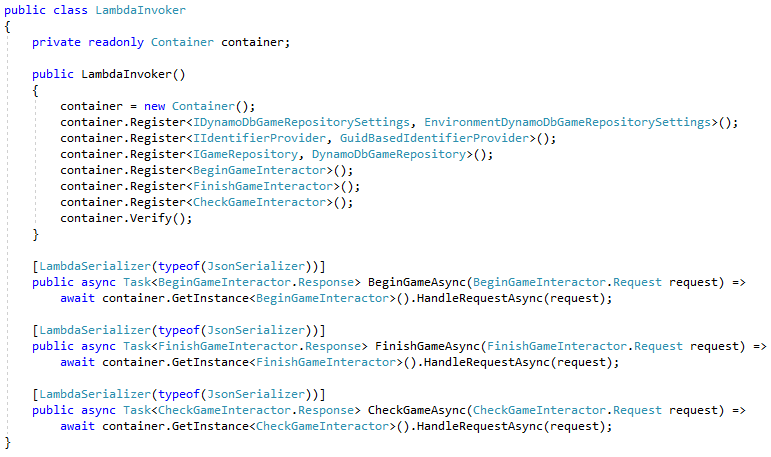 public class LambdaInvoker
{
    private readonly Container container;

    public LambdaInvoker()
    {
        container = new Container();
        container.Register<IDynamoDbGameRepositorySettings, EnvironmentDynamoDbGameRepositorySettings>();
        container.Register<IIdentifierProvider, GuidBasedIdentifierProvider>();
        container.Register<IGameRepository, DynamoDbGameRepository>();
        container.Register<BeginGameInteractor>();
        container.Register<FinishGameInteractor>();
        container.Register<CheckGameInteractor>();
        container.Verify();
    }

    [LambdaSerializer(typeof(JsonSerializer))]
    public async Task<BeginGameInteractor.Response> BeginGameAsync(BeginGameInteractor.Request request) =>
        await container.GetInstance<BeginGameInteractor>().HandleRequestAsync(request);

    [LambdaSerializer(typeof(JsonSerializer))]
    public async Task<FinishGameInteractor.Response> FinishGameAsync(FinishGameInteractor.Request request) =>
        await container.GetInstance<FinishGameInteractor>().HandleRequestAsync(request);

    [LambdaSerializer(typeof(JsonSerializer))]
    public async Task<CheckGameInteractor.Response> CheckGameAsync(CheckGameInteractor.Request request) =>
        await container.GetInstance<CheckGameInteractor>().HandleRequestAsync(request);
}